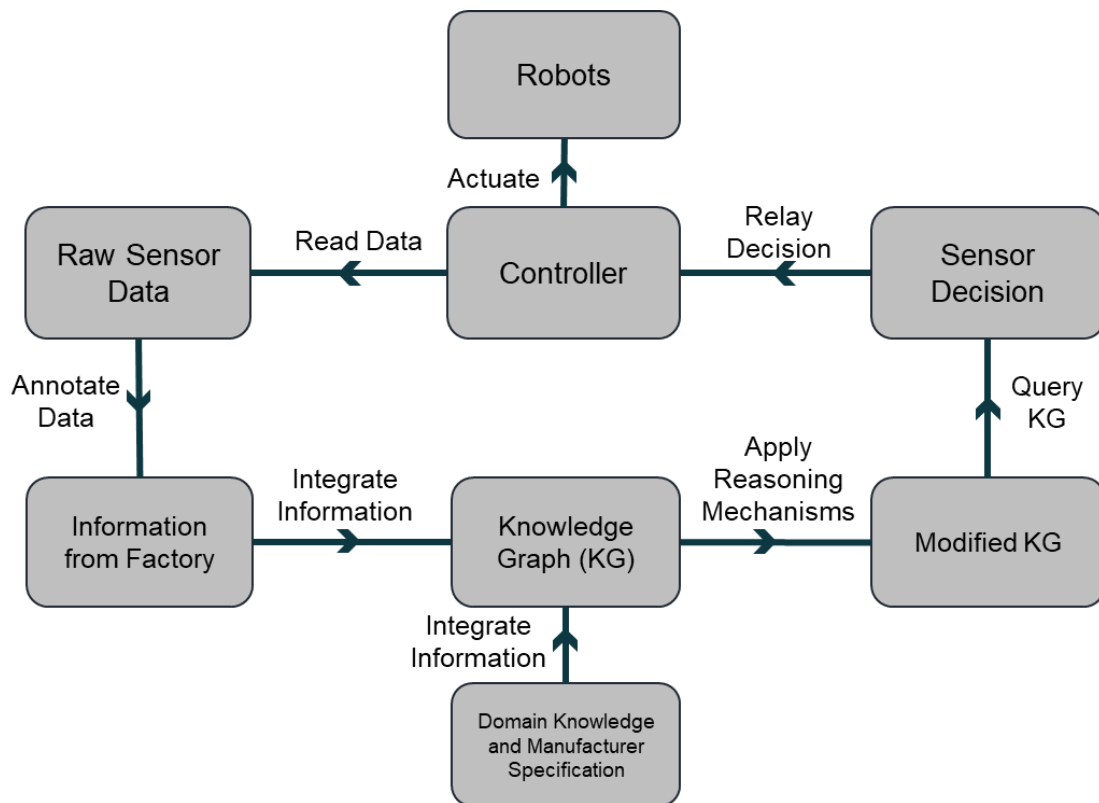 Robots
Actuate
Read Data
Relay
Decision
Raw Sensor
Data
Controller
Sensor
Decision
Annotate
Data
Query
KG
Integrate
Information
Apply
Reasoning
Mechanisms
Information
from Factory
Knowledge
Graph (KG)
Modified KG
Integrate
Information
Domain Knowledge
and Manufacturer
Specification